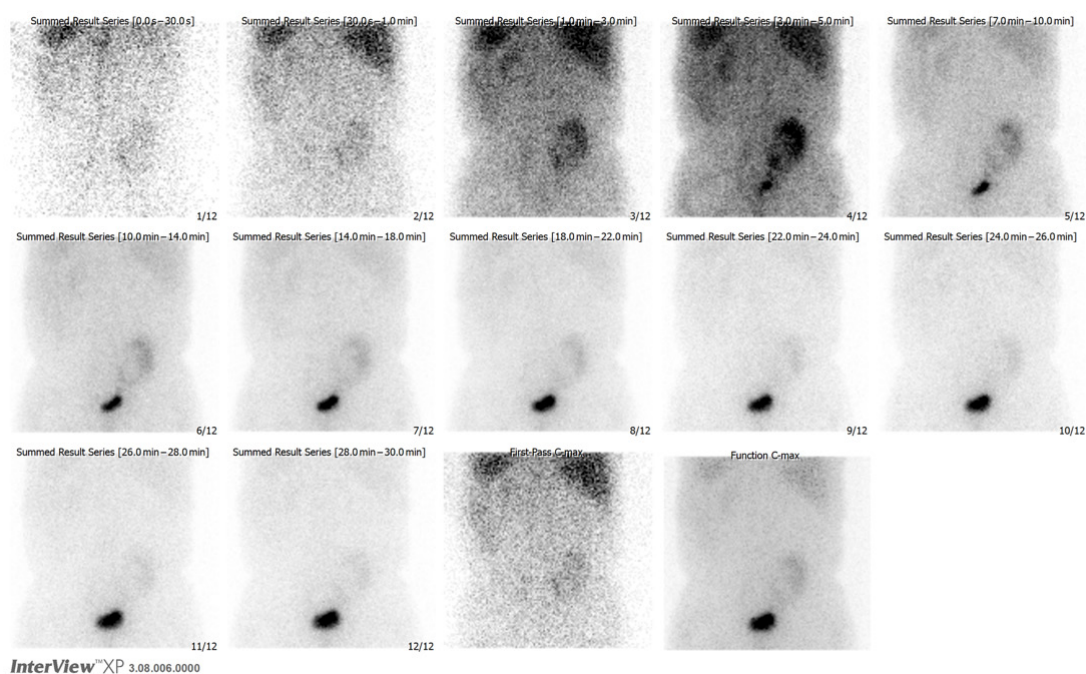 Summed Result Series [0.0 s – 30.0 s]
Summed Result Series [30.0 s – 1.0 min]
Summed Result Series [1.0 min – 3.0 min]
Summed Result Series [3.0 min – 5.0 min]
Summed Result Series [7.0 min – 10.0 min]
1/12
2/12
3/12
4/12
5/12
Summed Result Series [10.0 min – 14.0 min]
Summed Result Series [14.0 min – 18.0 min]
Summed Result Series [18.0 min – 22.0 min]
Summed Result Series [22.0 min – 24.0 min]
Summed Result Series [24.0 min – 26.0 min]
6/12
7/12
8/12
9/12
10/12
Summed Result Series [26.0 min – 28.0 min]
Summed Result Series [28.0 min – 30.0 min]
First-Pass C-max
Function C-max
11/12
12/12
InterView™XP 3.08.006.0000